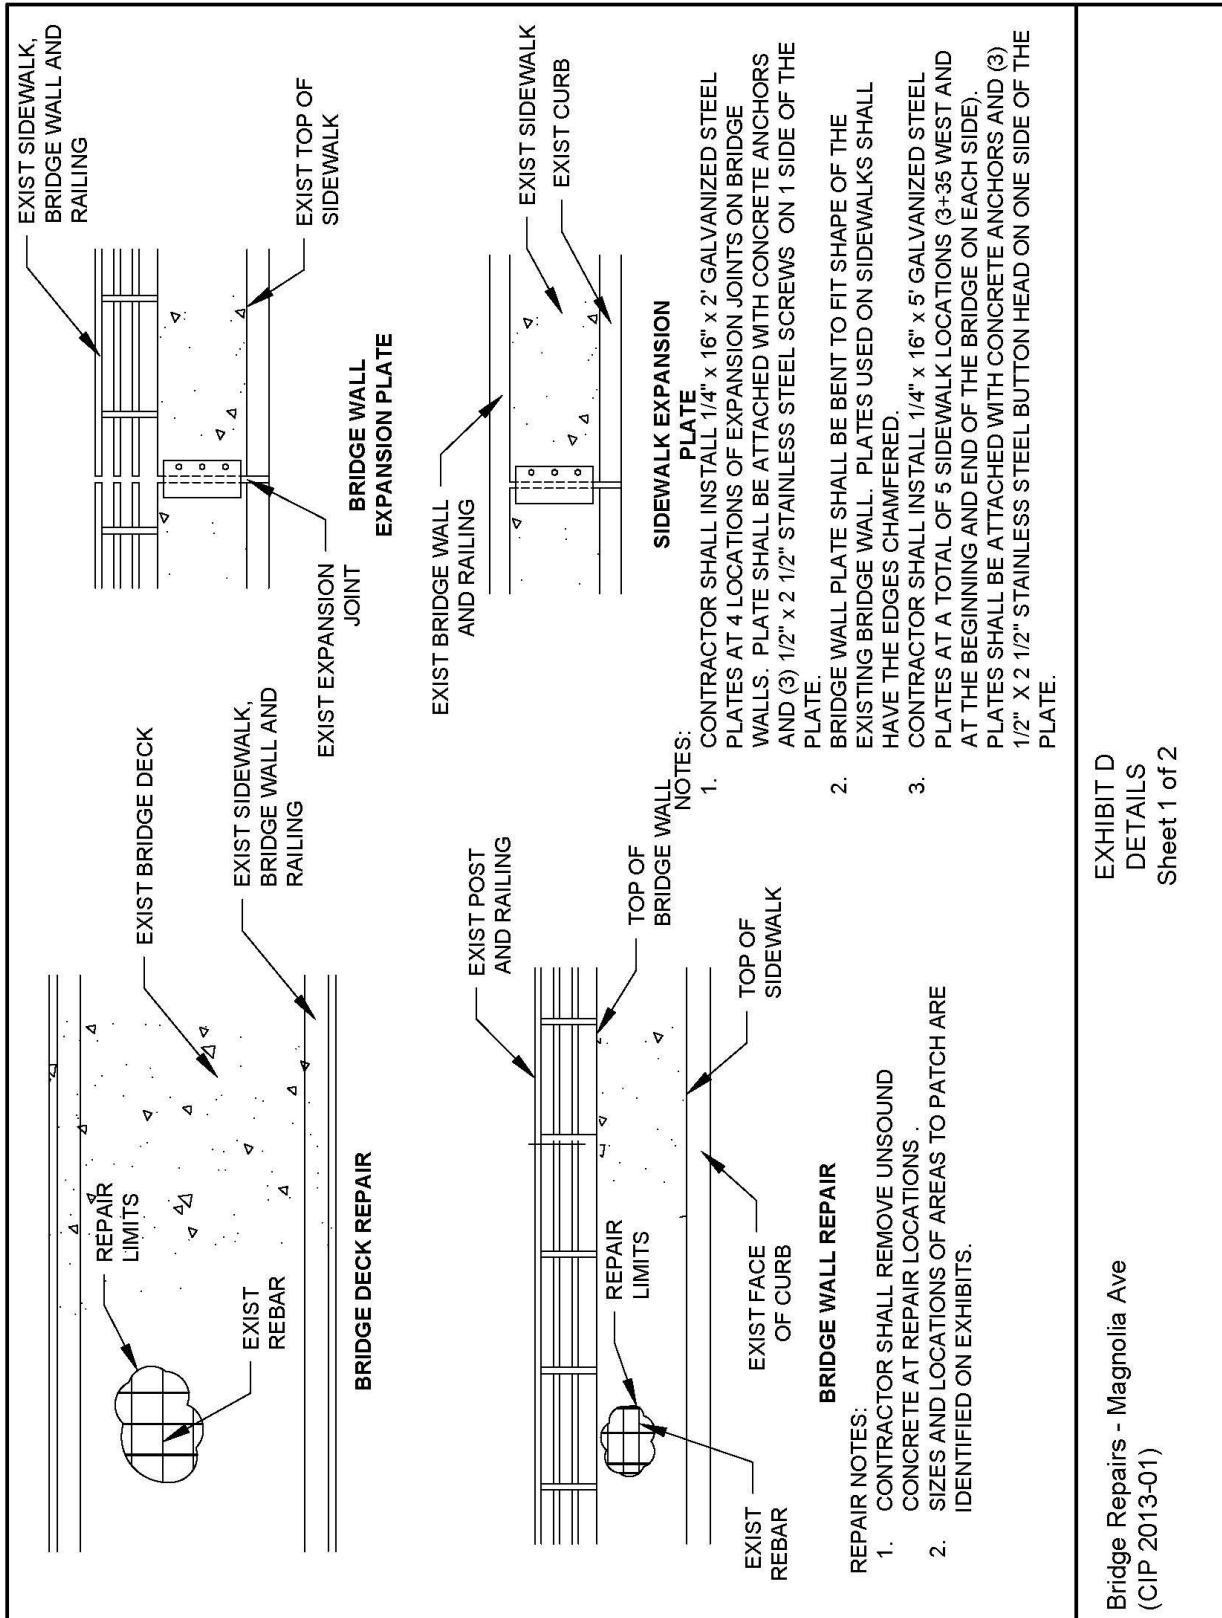 REPAIR
LIMITS
EXIST
REBAR
EXIST BRIDGE DECK
EXIST SIDEWALK,
BRIDGE WALL AND
RAILING
BRIDGE DECK REPAIR
EXIST SIDEWALK,
BRIDGE WALL AND
RAILING
EXIST TOP OF
SIDEWALK
EXIST EXPANSION
JOINT
BRIDGE WALL
EXPANSION PLATE
EXIST POST
AND RAILING
TOP OF
BRIDGE WALL
REPAIR
LIMITS
TOP OF
SIDEWALK
EXIST
REBAR
EXIST FACE
OF CURB
BRIDGE WALL REPAIR
EXIST BRIDGE WALL
AND RAILING
EXIST SIDEWALK
EXIST CURB
SIDEWALK EXPANSION
PLATE
REPAIR NOTES:
1. CONTRACTOR SHALL REMOVE UNSOUND
CONCRETE AT REPAIR LOCATIONS .
2. SIZES AND LOCATIONS OF AREAS TO PATCH ARE
IDENTIFIED ON EXHIBITS.
NOTES:
1. CONTRACTOR SHALL INSTALL 1/4" x 16" x 2' GALVANIZED STEEL
PLATES AT 4 LOCATIONS OF EXPANSION JOINTS ON BRIDGE
WALLS. PLATE SHALL BE ATTACHED WITH CONCRETE ANCHORS
AND (3) 1/2" x 2 1/2" STAINLESS STEEL SCREWS ON 1 SIDE OF THE
PLATE.
2. BRIDGE WALL PLATE SHALL BE BENT TO FIT SHAPE OF THE
EXISTING BRIDGE WALL. PLATES USED ON SIDEWALKS SHALL
HAVE THE EDGES CHAMFERED.
3. CONTRACTOR SHALL INSTALL 1/4" x 16" x 5' GALVANIZED STEEL
PLATES AT A TOTAL OF 5 SIDEWALK LOCATIONS (3+35 WEST AND
AT THE BEGINNING AND END OF THE BRIDGE ON EACH SIDE).
PLATES SHALL BE ATTACHED WITH CONCRETE ANCHORS AND (3)
1/2" X 2 1/2" STAINLESS STEEL BUTTON HEAD ON ONE SIDE OF THE
PLATE.
Bridge Repairs - Magnolia Ave
(CIP 2013-01)
EXHIBIT D
DETAILS
Sheet 1 of 2